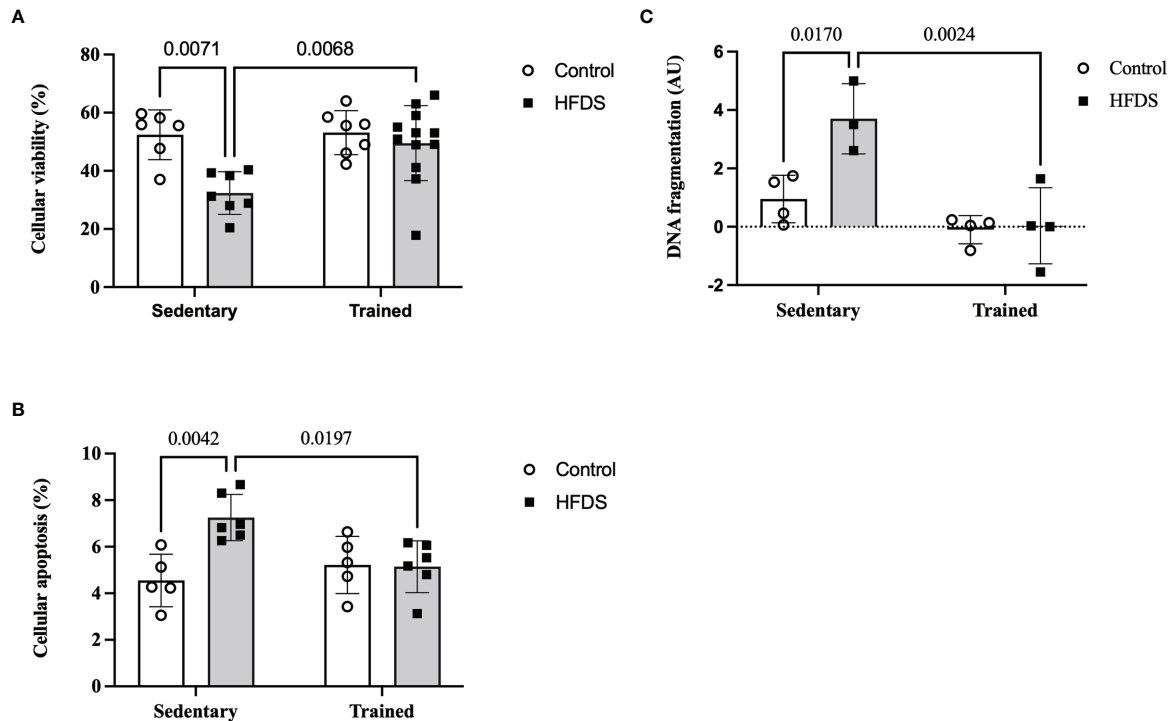 A
0.0071 0.0068
80
60
40
20
0
Cellular viability (%)
Sedentary Trained
Control
HFDS
C
0.0170 0.0024
6
4
2
0
-2
DNA fragmentation (AU)
Sedentary Trained
Control
HFDS
B
0.0042 0.0197
10
8
6
4
2
0
Cellular apoptosis (%)
Sedentary Trained
Control
HFDS